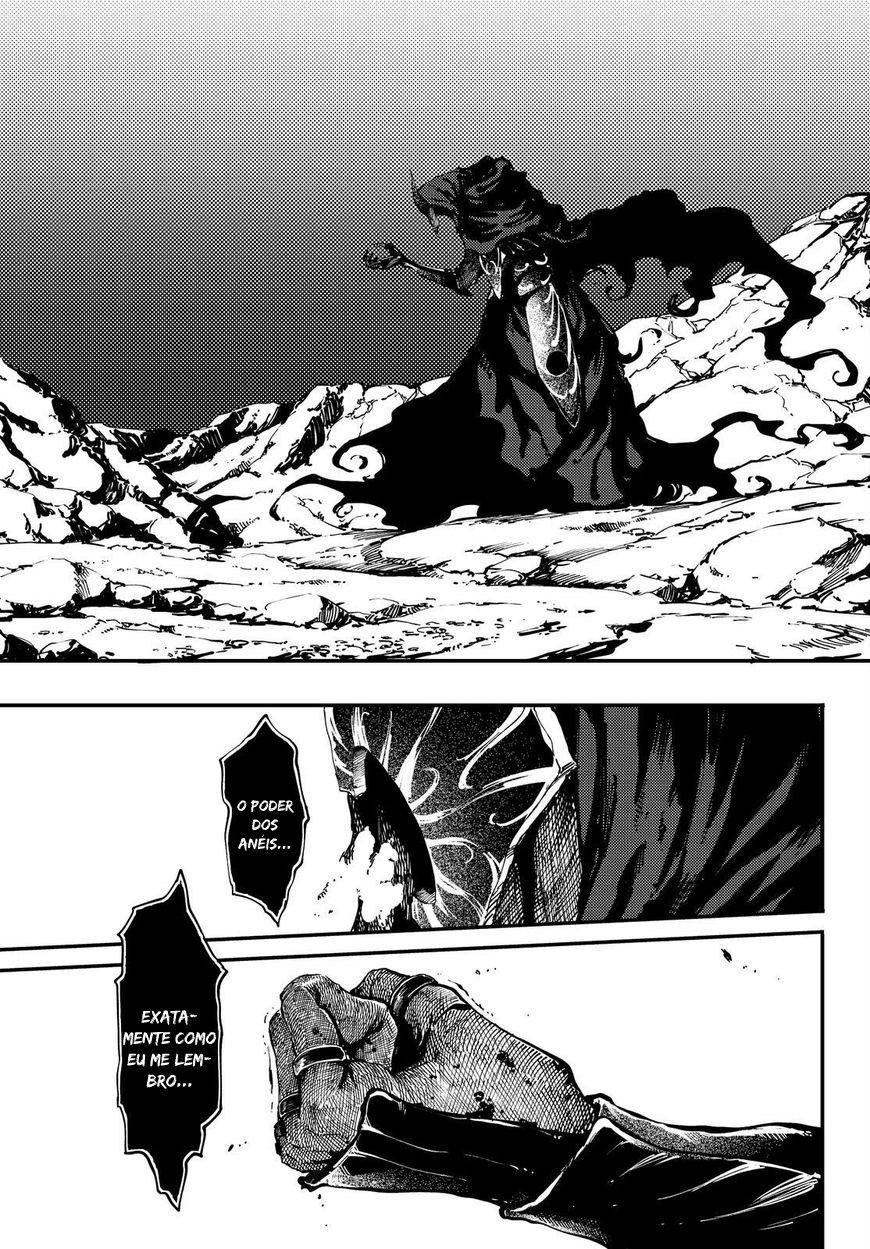 O PODER
DOS
ANÉIS...
EXATA-
MENTE COMO
EU ME LEM-
BRO...